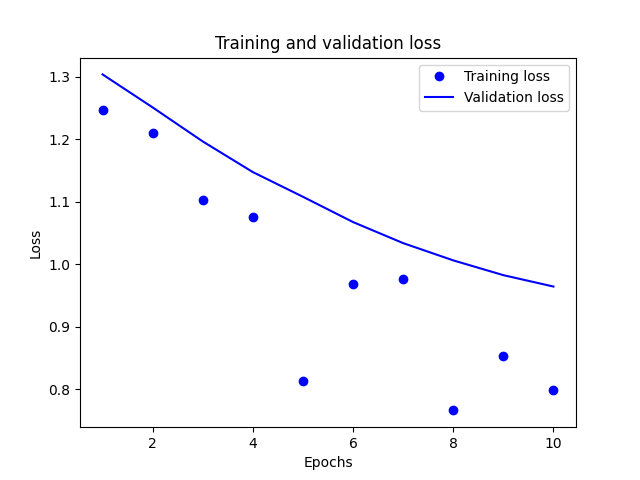 Training and validation loss
Training loss
Validation loss
1.3
1.2
1.1
1.0
0.9
0.8
Loss
2 4 6 8 10
Epochs